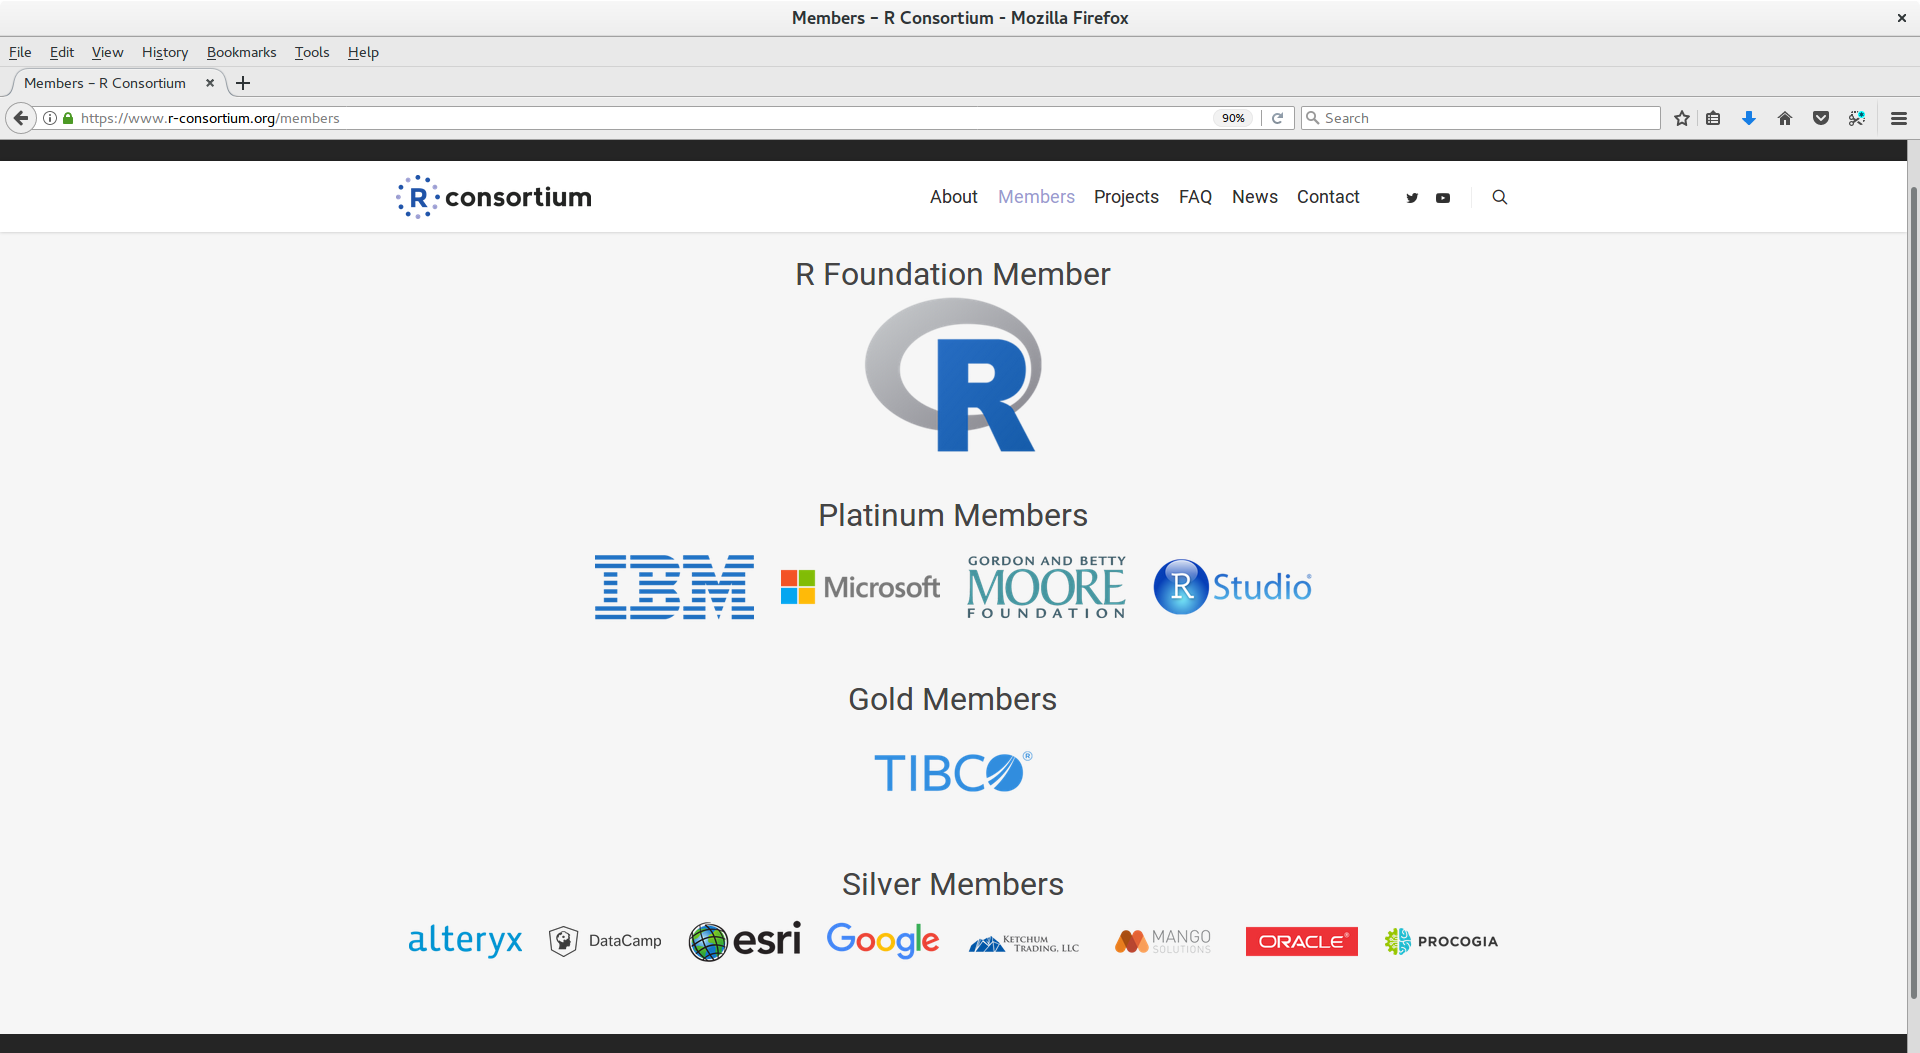 Members – R Consortium - Mozilla Firefox
File Edit View History Bookmarks Tools Help
Members – R Consortium
https://www.r-consortium.org/members 90% Search
R consortium About Members Projects FAQ News Contact
R Foundation Member
R
Platinum Members
IBM Microsoft GORDON AND BETTY MOORE FOUNDATION R Studio®
Gold Members
TIBCO®
Silver Members
alteryx DataCamp esri Google KETCHUM TRADING, LLC MANGO SOLUTIONS ORACLE® PROCOGIA